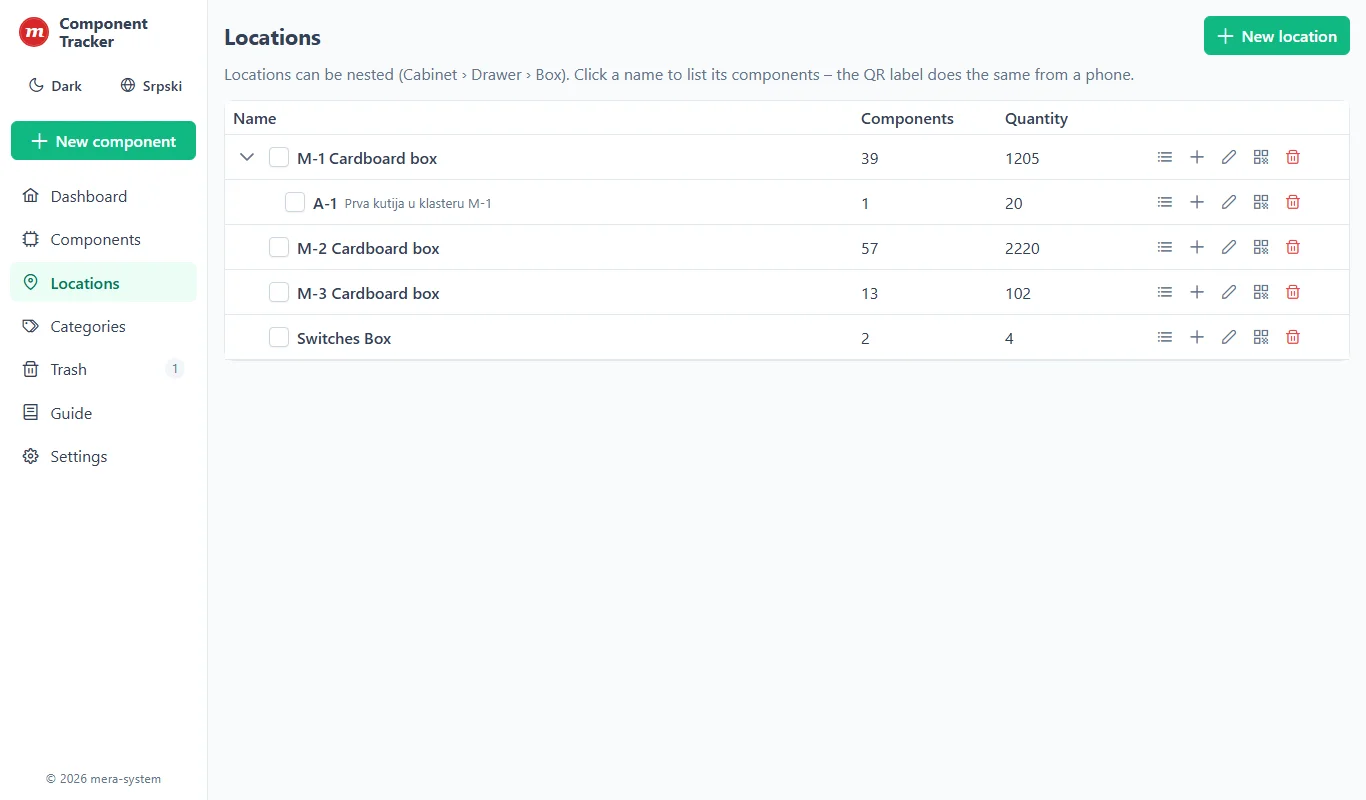 m
Component
Tracker
Dark
Srpski
New component
Dashboard
Components
Locations
Categories
Trash 1
Guide
Settings
© 2026 mera-system
Locations
New location
Locations can be nested (Cabinet › Drawer › Box). Click a name to list its components – the QR label does the same from a phone.
Name Components Quantity
M-1 Cardboard box 39 1205
A-1 Prva kutija u klasteru M-1 1 20
M-2 Cardboard box 57 2220
M-3 Cardboard box 13 102
Switches Box 2 4